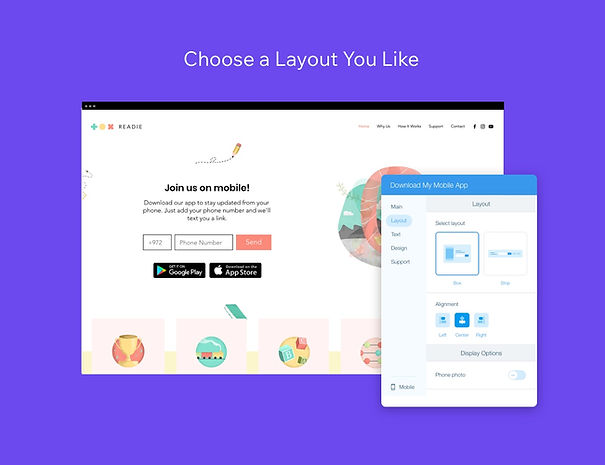 Choose a Layout You Like
READIE
Home Why Us How It Works Support Contact
Join us on mobile!
Download our app to stay updated from your
phone. Just add your phone number and we'll
text you a link.
+972 Phone Number Send
GET IT ON
Google Play
Download on the
App Store
Download My Mobile App
Main
Layout
Text
Design
Support
Mobile
Layout
Select layout
Box Strip
Alignment
Left Center Right
Display Options
Phone photo